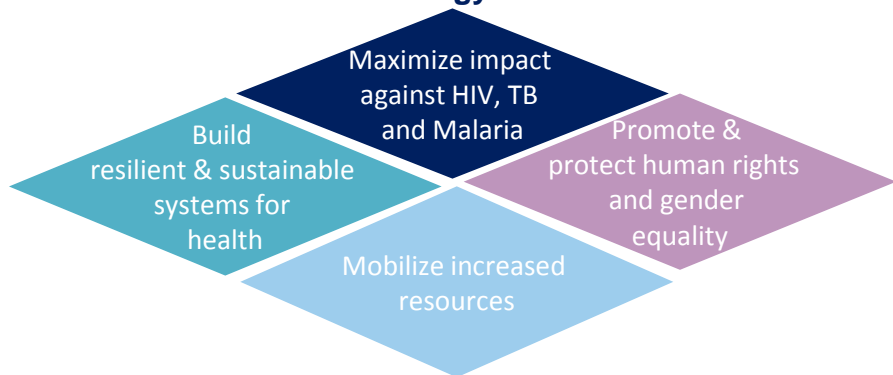 Maximize impact
against HIV, TB
and Malaria
Build
resilient & sustainable
systems for
health
Promote &
protect human rights
and gender
equality
Mobilize increased
resources